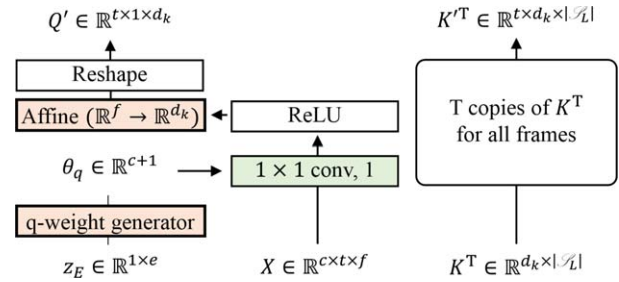 Q′ ∈ ℝ^{t×1×d_k}
Reshape
Affine (ℝ^f → ℝ^{d_k})
θ_q ∈ ℝ^{c+1}
q-weight generator
z_E ∈ ℝ^{1×e}
ReLU
1 × 1 conv, 1
X ∈ ℝ^{c×t×f}
K′^T ∈ ℝ^{t×d_k×|𝒮_L|}
T copies of K^T
for all frames
K^T ∈ ℝ^{d_k×|𝒮_L|}